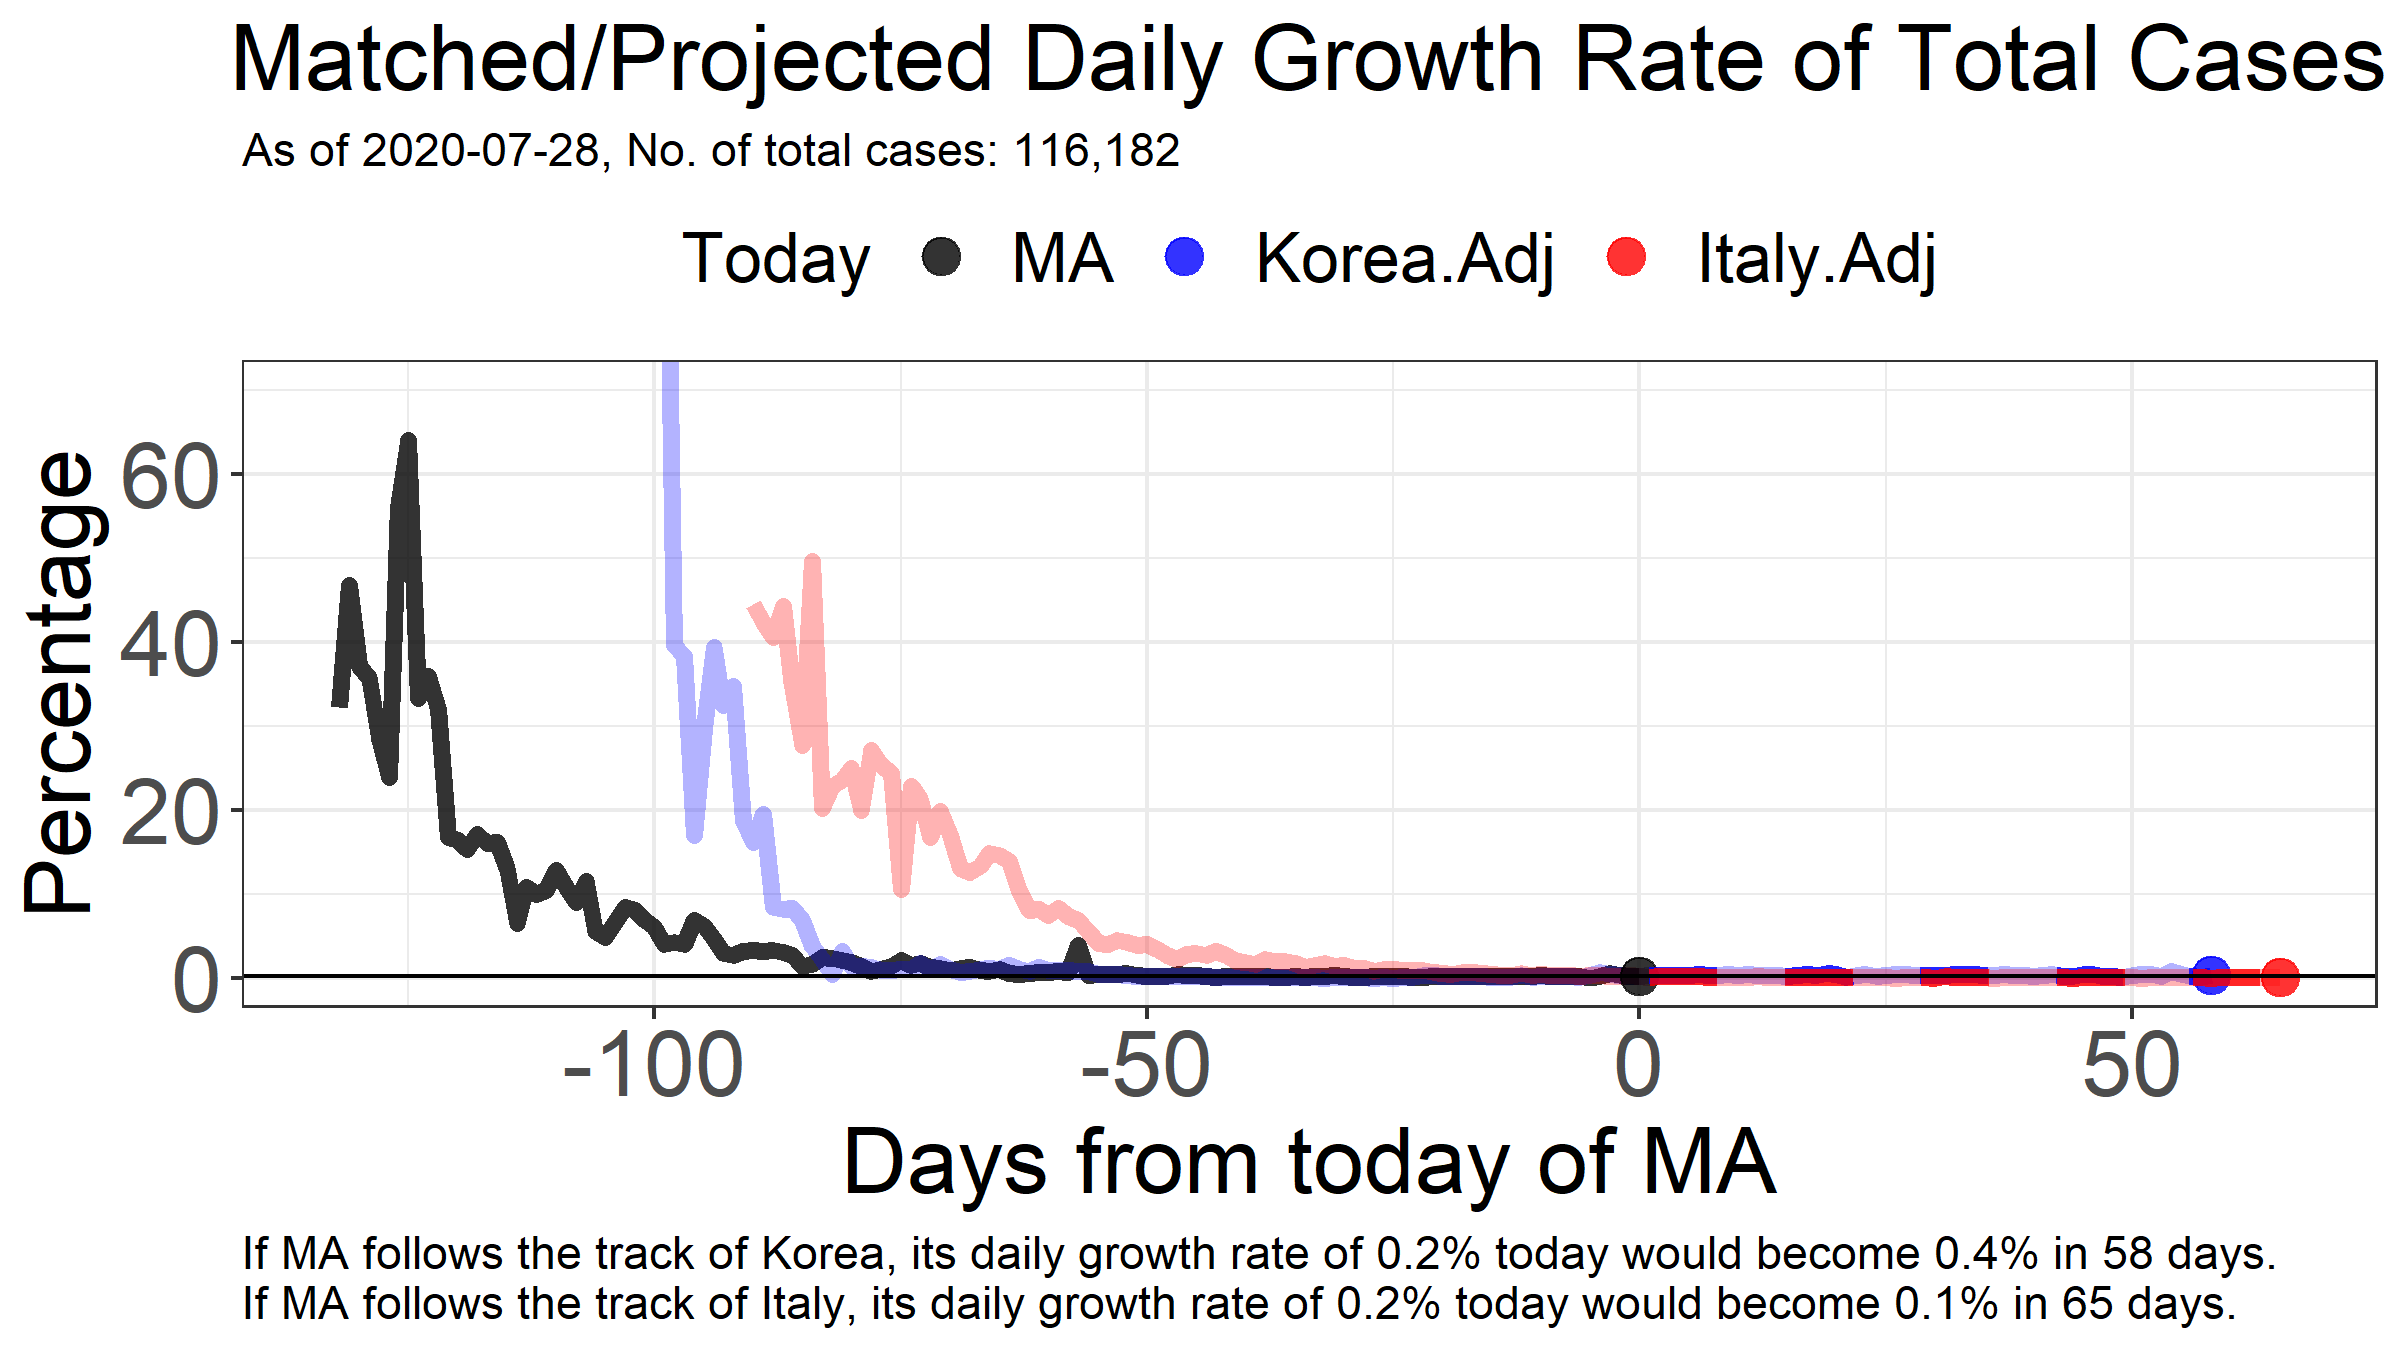 Matched/Projected Daily Growth Rate of Total Cases
As of 2020-07-28, No. of total cases: 116,182
Today MA Korea.Adj Italy.Adj
Percentage
60
40
20
0
-100 -50 0 50
Days from today of MA
If MA follows the track of Korea, its daily growth rate of 0.2% today would become 0.4% in 58 days.
If MA follows the track of Italy, its daily growth rate of 0.2% today would become 0.1% in 65 days.